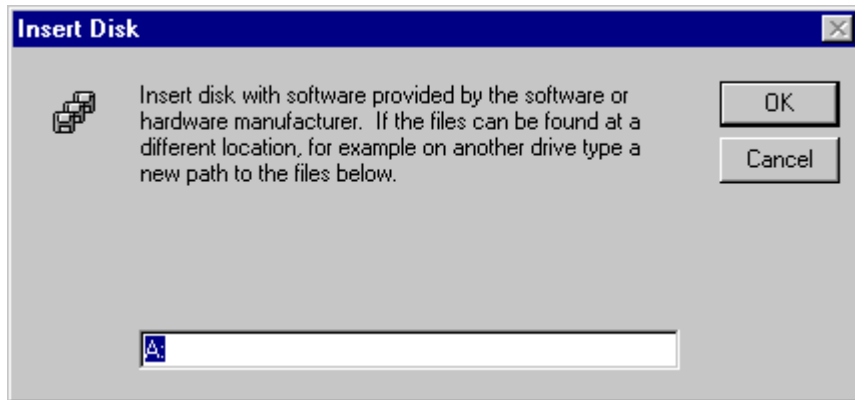 Insert Disk
Insert disk with software provided by the software or
hardware manufacturer.  If the files can be found at a
different location, for example on another drive type a
new path to the files below.
OK
Cancel
A: